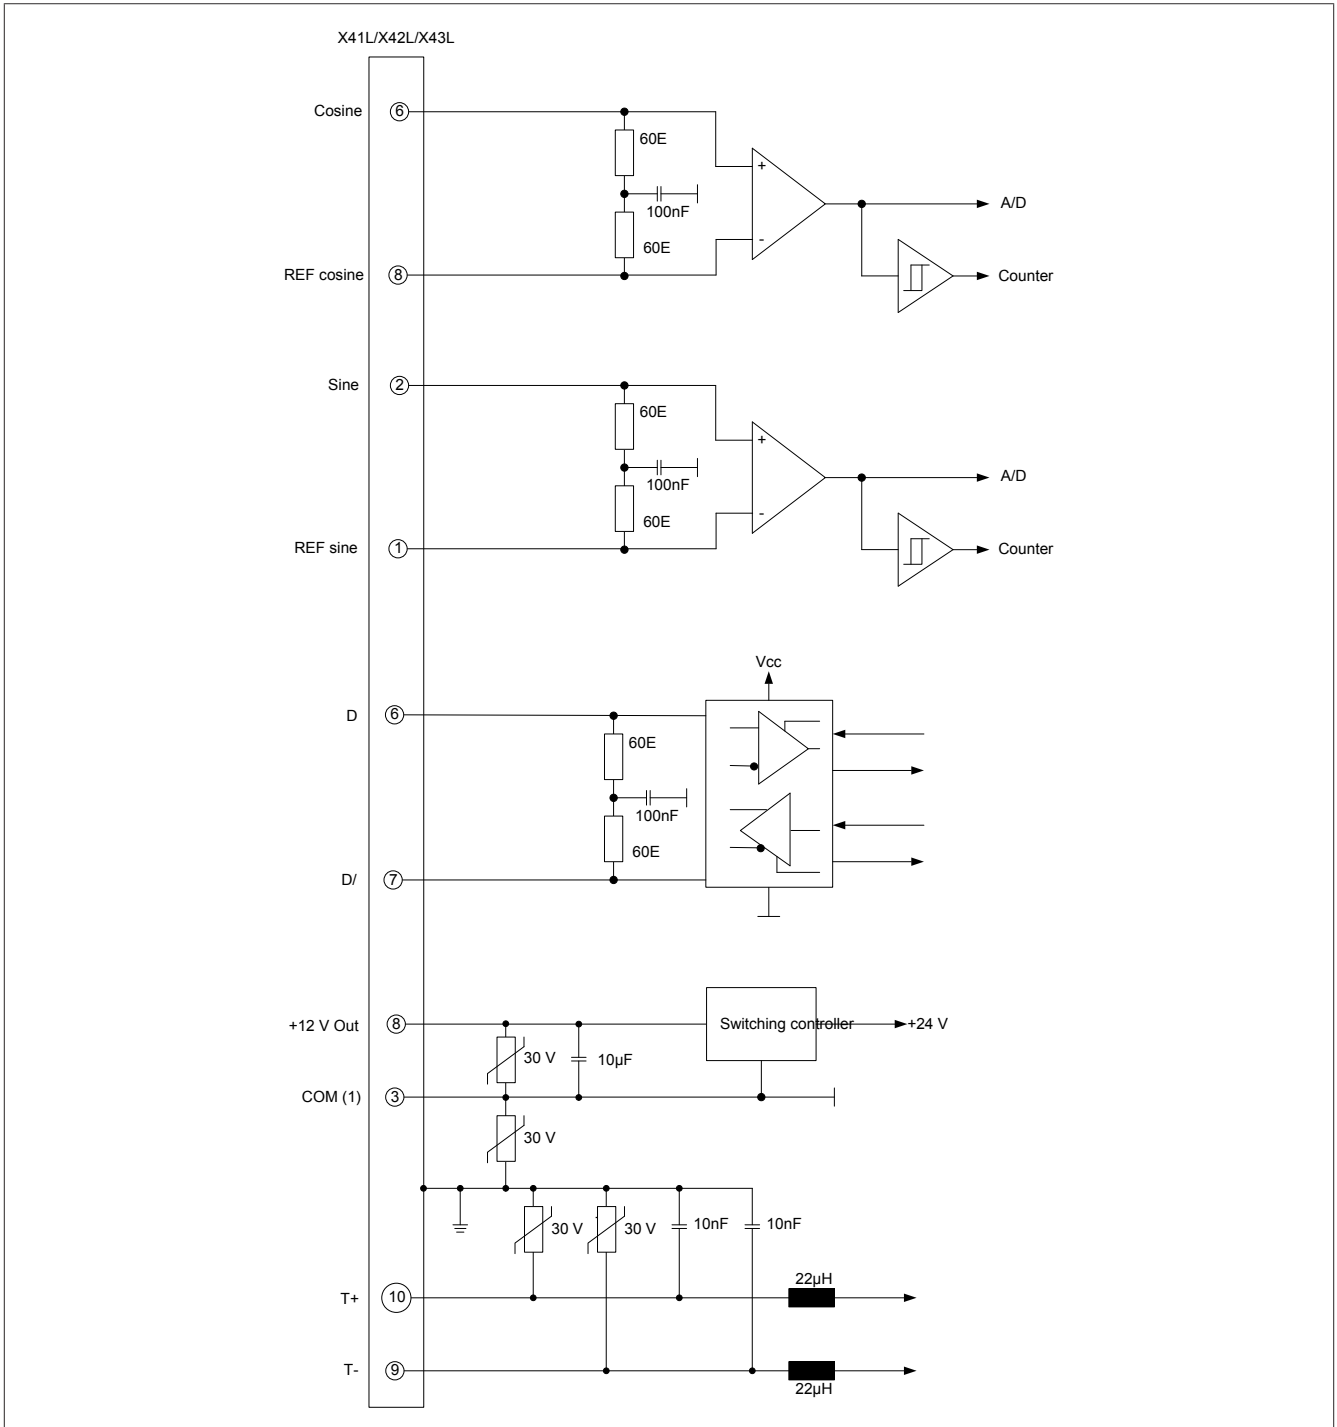 X41L/X42L/X43L
Cosine 6
60E
+
100nF
A/D
-
60E
REF cosine 8
Counter
Sine 2
60E
+
100nF
A/D
-
60E
REF sine 1
Counter
Vcc
D 6
60E
100nF
60E
D/ 7
+12 V Out 8
Switching controller
+24 V
30 V
10µF
COM (1) 3
30 V
30 V
30 V
10nF
10nF
22µH
T+ 10
T- 9
22µH